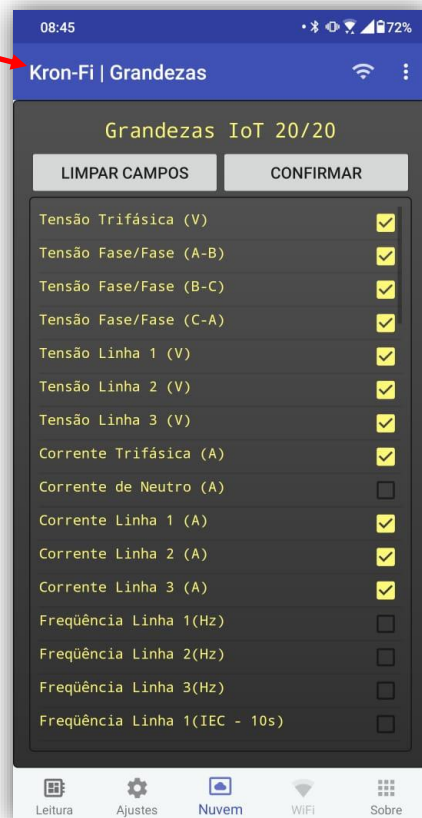 08:45 72%
Kron-Fi | Grandezas
Grandezas IoT 20/20
LIMPAR CAMPOS CONFIRMAR
Tensão Trifásica (V)
Tensão Fase/Fase (A-B)
Tensão Fase/Fase (B-C)
Tensão Fase/Fase (C-A)
Tensão Linha 1 (V)
Tensão Linha 2 (V)
Tensão Linha 3 (V)
Corrente Trifásica (A)
Corrente de Neutro (A)
Corrente Linha 1 (A)
Corrente Linha 2 (A)
Corrente Linha 3 (A)
Freqüência Linha 1(Hz)
Freqüência Linha 2(Hz)
Freqüência Linha 3(Hz)
Freqüência Linha 1(IEC - 10s)
Leitura Ajustes Nuvem WiFi Sobre